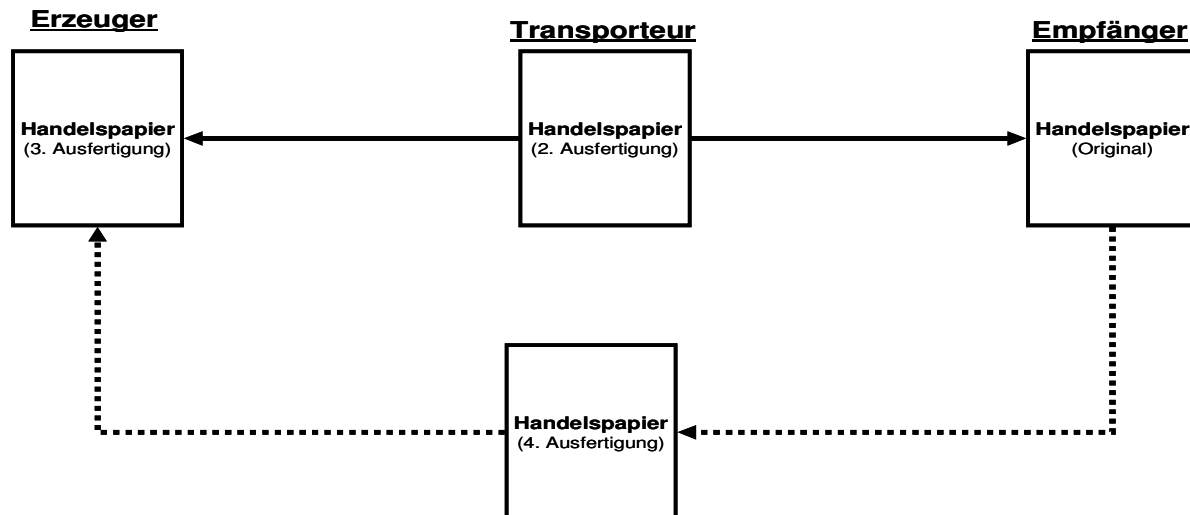 Erzeuger
Transporteur
Empfänger
Handelspapier
(3. Ausfertigung)
Handelspapier
(2. Ausfertigung)
Handelspapier
(Original)
Handelspapier
(4. Ausfertigung)